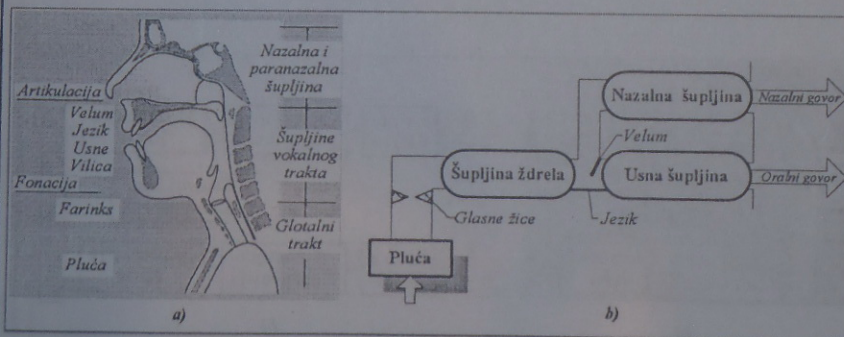 Nazalna i
paranazalna
šupljina
Artikulacija
Velum
Jezik
Usne
Vilica
Šupljine
vokalnog
trakta
Fonacija
Farinks
Glotalni
trakt
Pluća
a)
Nazalna šupljina
Nazalni govor
Velum
Šupljina ždrela
Usna šupljina
Oralni govor
Glasne žice
Jezik
Pluća
b)